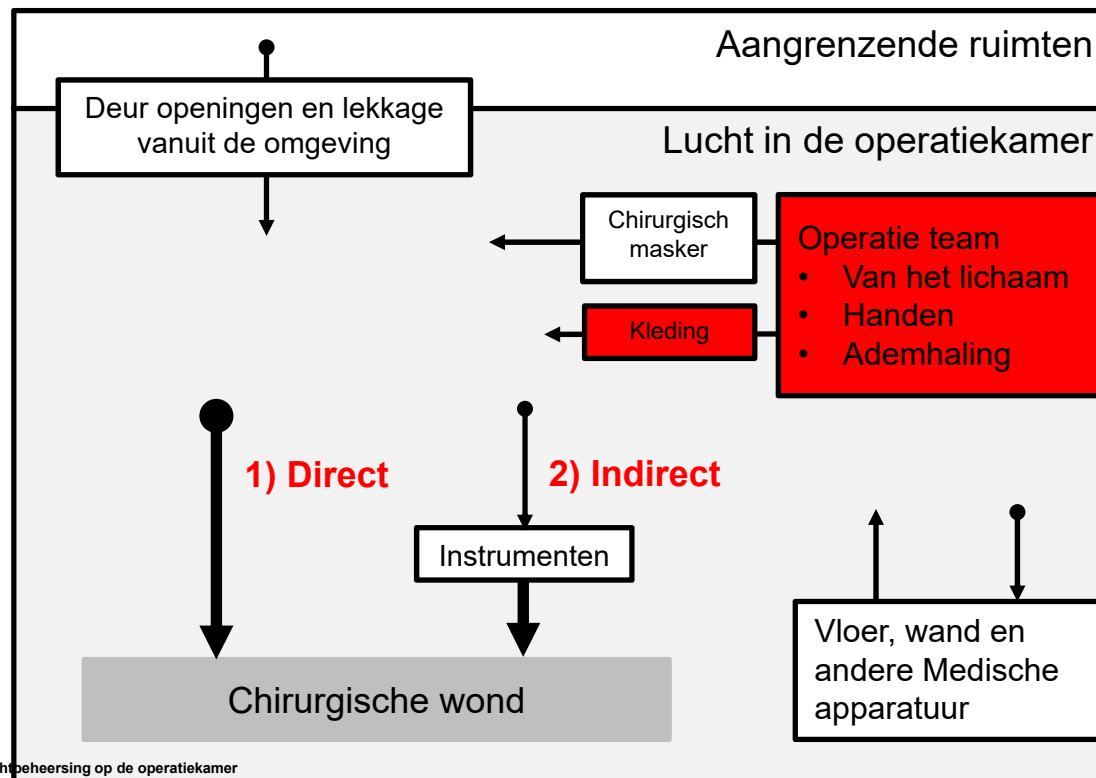 Aangrenzende ruimten
Deur openingen en lekkage
vanuit de omgeving
Lucht in de operatiekamer
Chirurgisch
masker
Operatie team
• Van het lichaam
• Handen
• Ademhaling
Kleding
1) Direct
2) Indirect
Instrumenten
Chirurgische wond
Vloer, wand en
andere Medische
apparatuur
op de operatiekamer